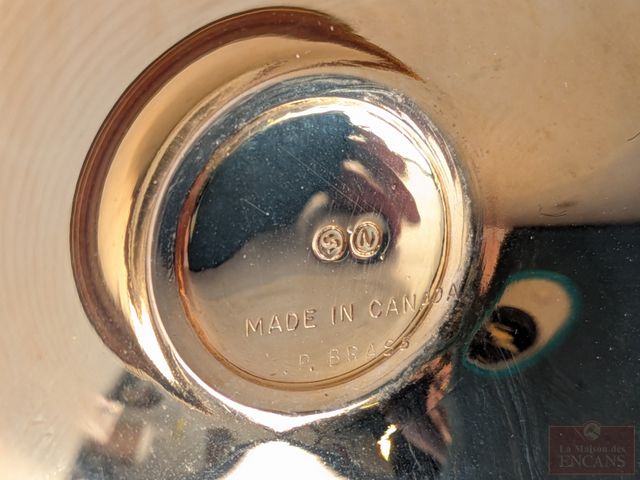 S N
MADE IN CANADA
S.P. BRASS
La Maison des
ENCANS